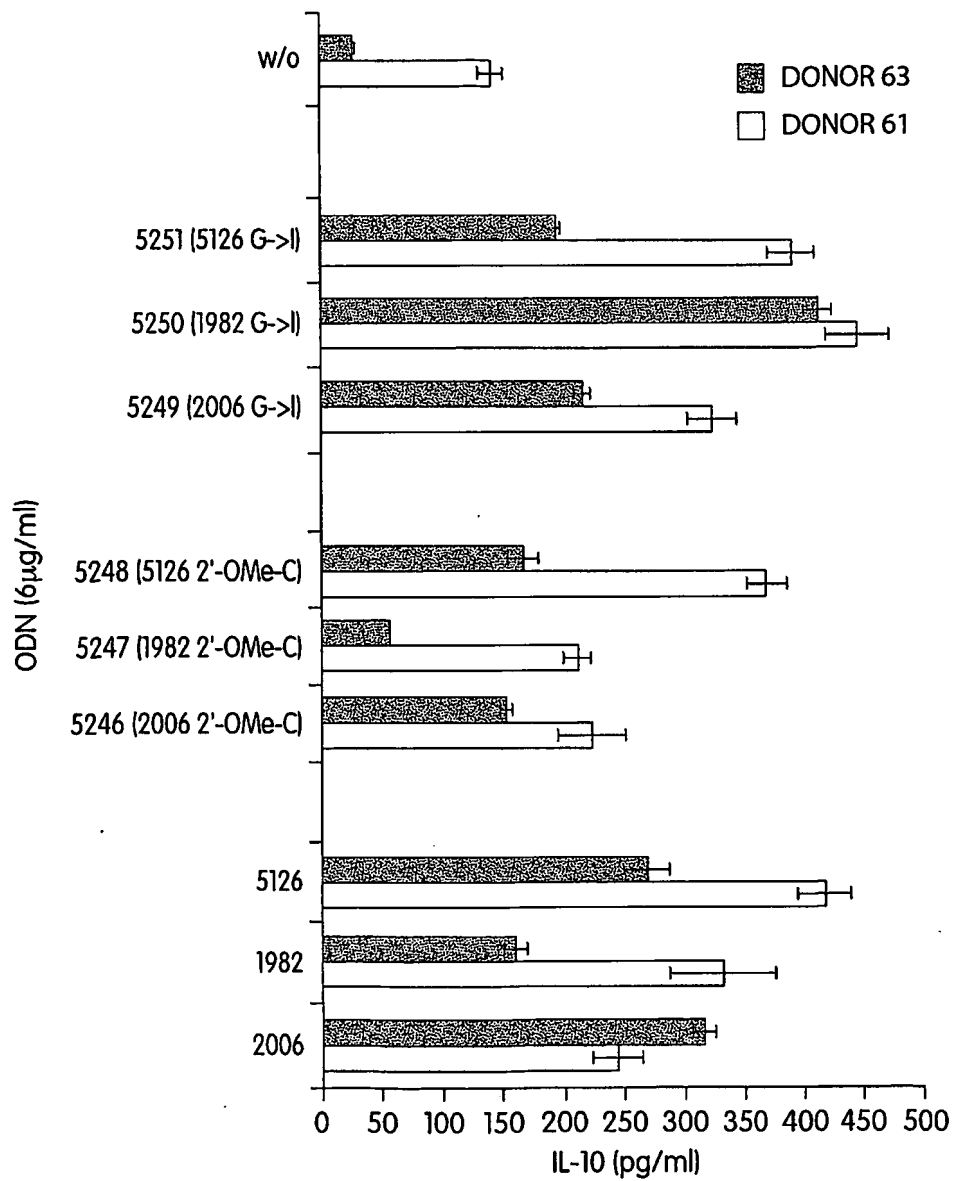 w/o
DONOR 63
DONOR 61
5251 (5126 G->I)
5250 (1982 G->I)
5249 (2006 G->I)
5248 (5126 2'-OMe-C)
5247 (1982 2'-OMe-C)
5246 (2006 2'-OMe-C)
5126
1982
2006
ODN (6µg/ml)
0 50 100 150 200 250 300 350 400 450 500
IL-10 (pg/ml)